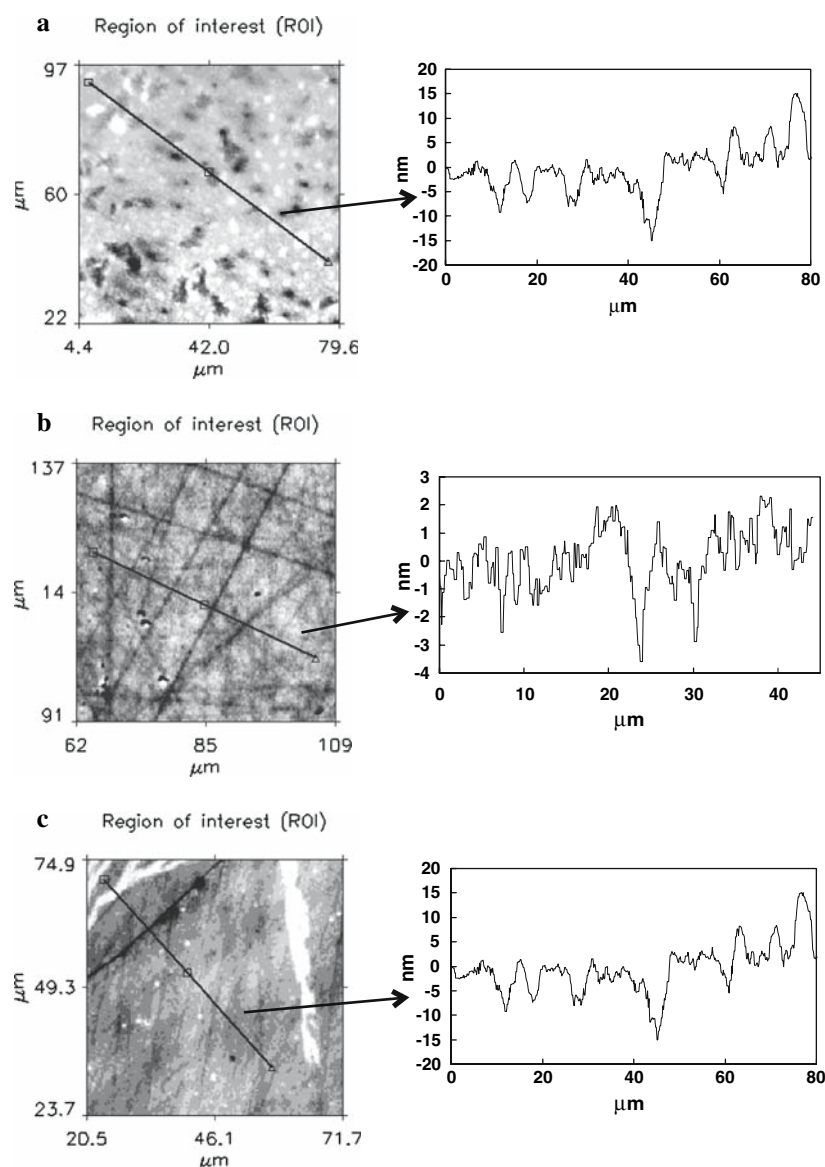 a
Region of interest (ROI)
97
60
22
μm
4.4 42.0 79.6
μm
20
15
10
5
0
-5
-10
-15
-20
nm
0 20 40 60 80
μm
b
Region of interest (ROI)
137
14
91
μm
62 85 109
μm
3
2
1
0
-1
-2
-3
-4
nm
0 10 20 30 40
μm
c
Region of interest (ROI)
74.9
49.3
23.7
μm
20.5 46.1 71.7
μm
20
15
10
5
0
-5
-10
-15
-20
nm
0 20 40 60 80
μm